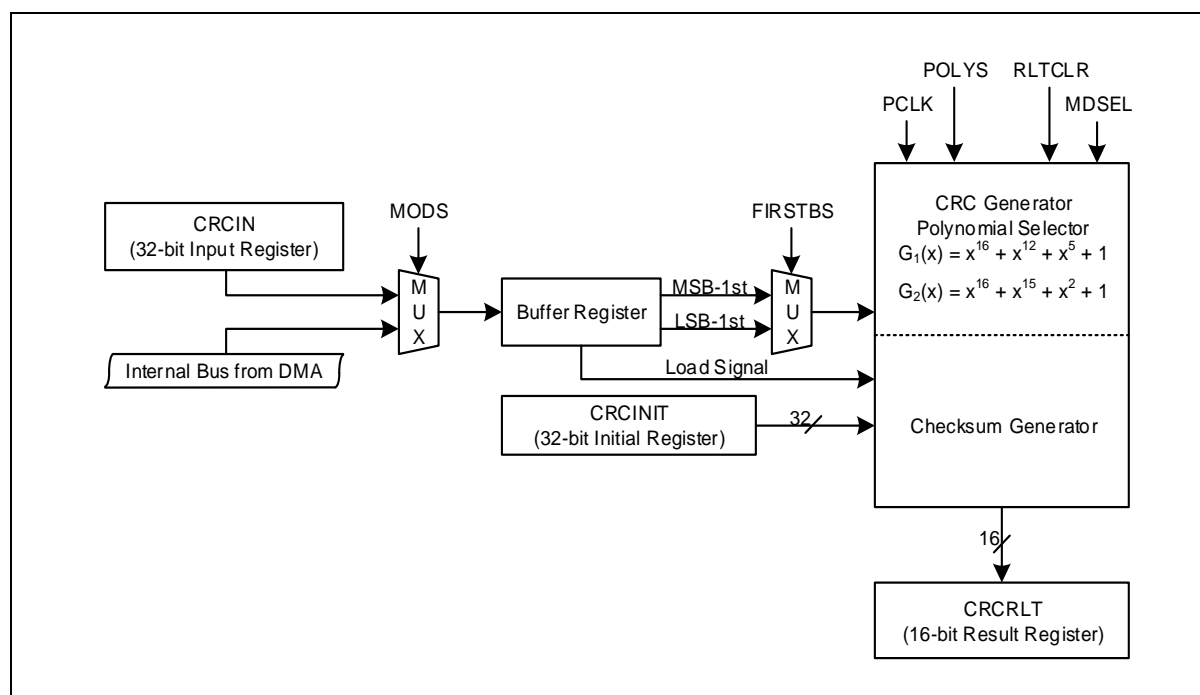 POLYS RLTCLR
PCLK MDSEL
CRCIN
(32-bit Input Register)
MODS
FIRSTBS
CRC Generator
Polynomial Selector
G₁(x) = x¹⁶ + x¹² + x⁵ + 1
G₂(x) = x¹⁶ + x¹⁵ + x² + 1
M
U
X
Buffer Register
MSB-1st
LSB-1st
M
U
X
Internal Bus from DMA
Load Signal
CRCINIT
(32-bit Initial Register)
32
Checksum Generator
16
CRCRLT
(16-bit Result Register)